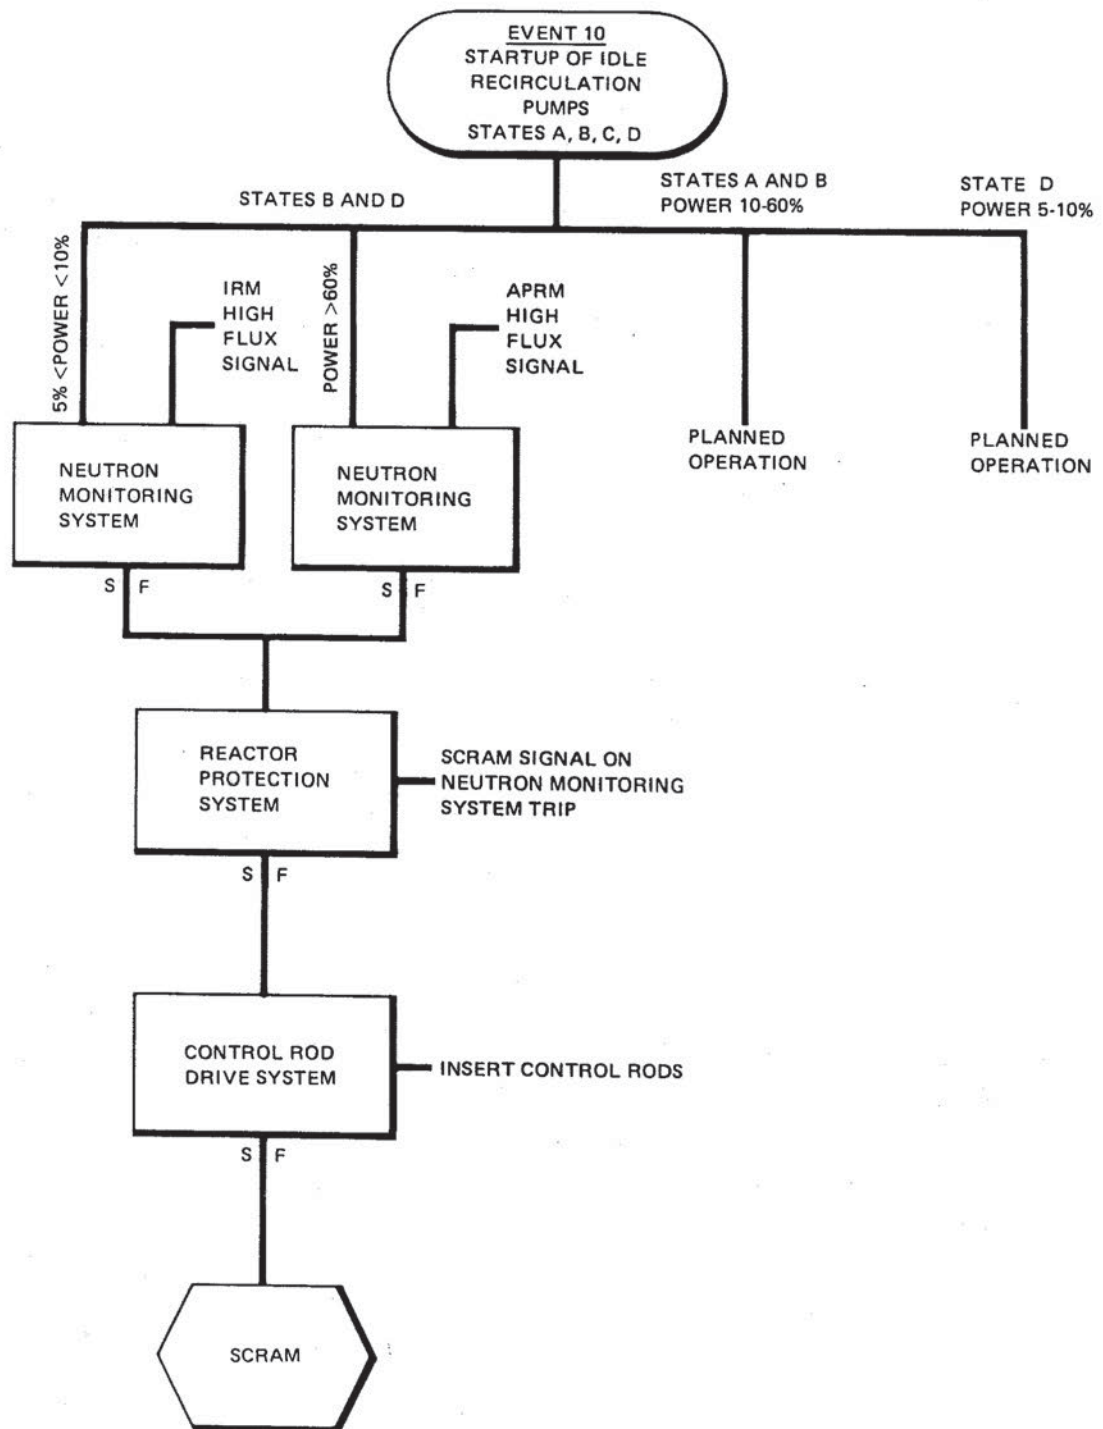 EVENT 10
STARTUP OF IDLE
RECIRCULATION
PUMPS
STATES A, B, C, D
STATES B AND D
STATES A AND B
POWER 10-60%
STATE D
POWER 5-10%
5% <POWER <10%
IRM
HIGH
FLUX
SIGNAL
POWER >60%
APRM
HIGH
FLUX
SIGNAL
NEUTRON
MONITORING
SYSTEM
NEUTRON
MONITORING
SYSTEM
PLANNED
OPERATION
PLANNED
OPERATION
S F
S F
REACTOR
PROTECTION
SYSTEM
SCRAM SIGNAL ON
NEUTRON MONITORING
SYSTEM TRIP
S F
CONTROL ROD
DRIVE SYSTEM
INSERT CONTROL RODS
S F
SCRAM